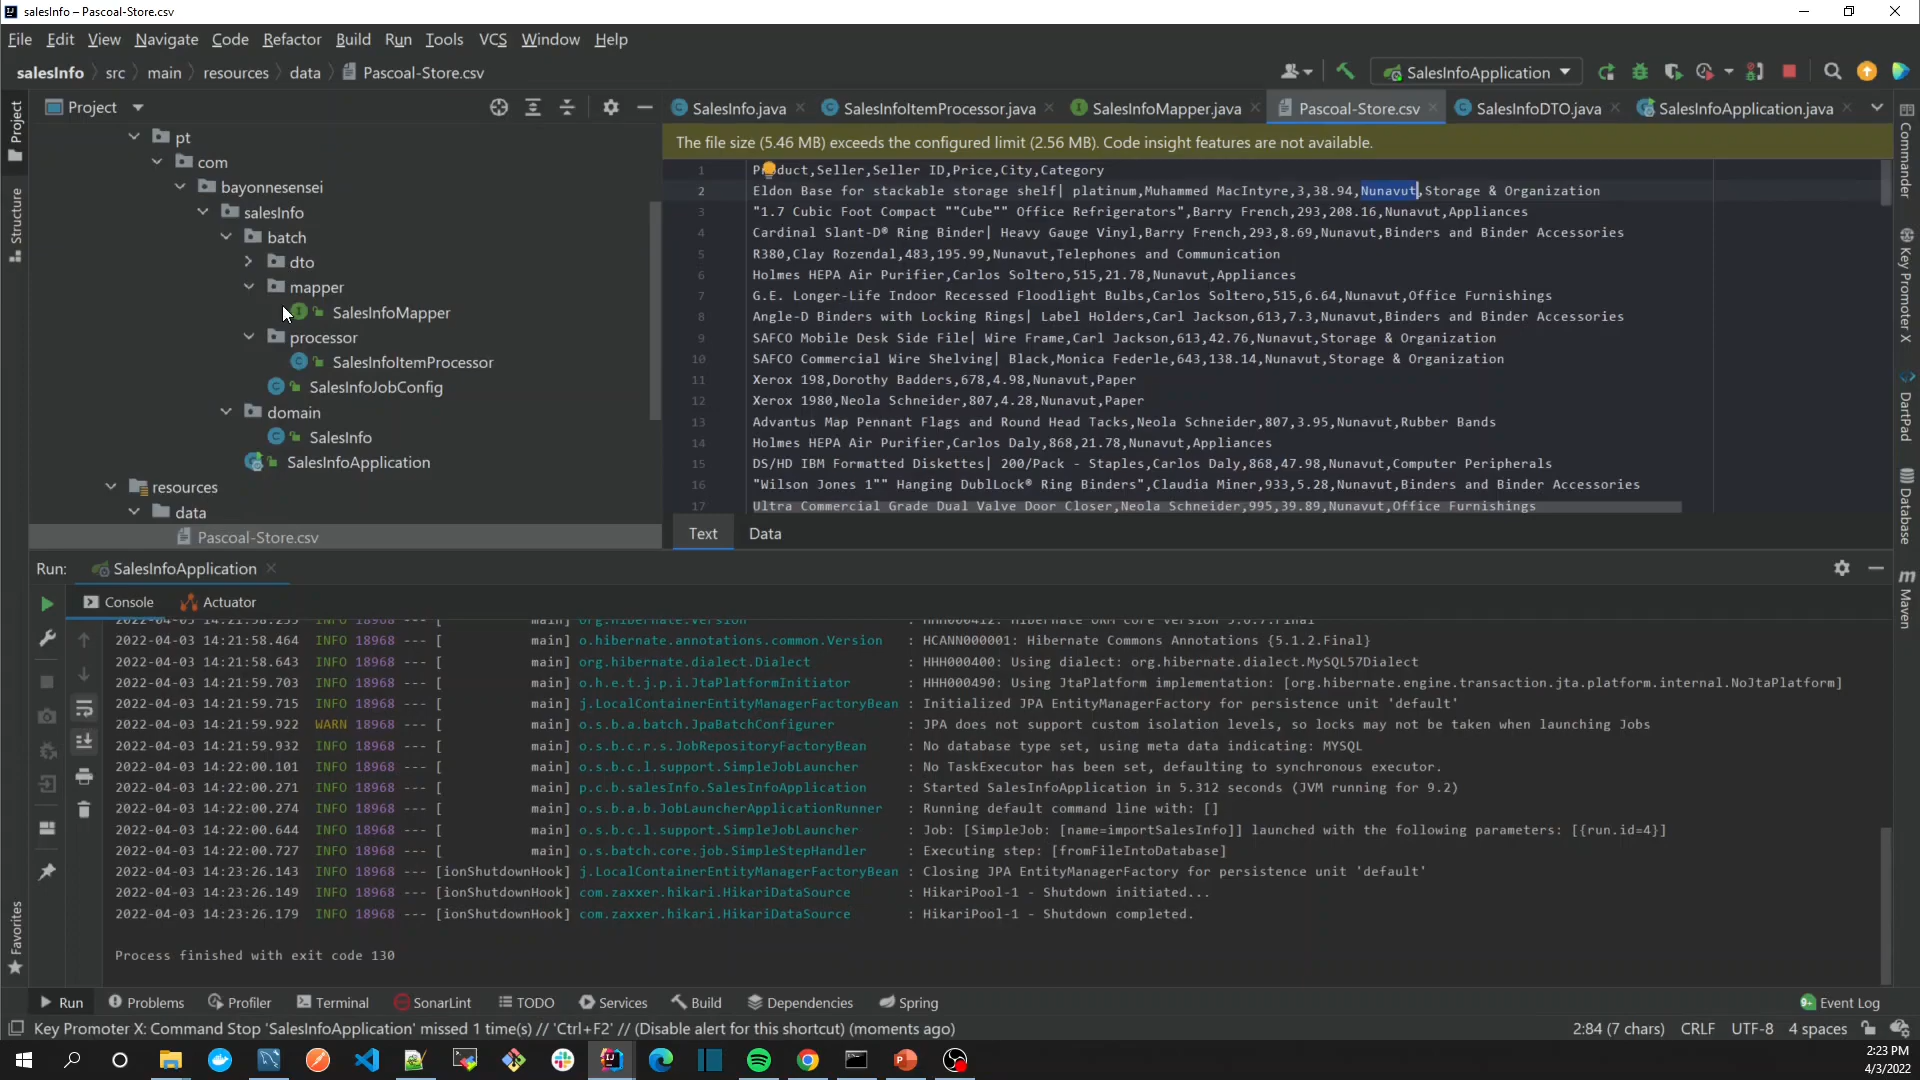 salesInfo – Pascoal-Store.csv
File Edit View Navigate Code Refactor Build Run Tools VCS Window Help
salesInfo src main resources data Pascoal-Store.csv
SalesInfoApplication
Project
SalesInfo.java SalesInfoItemProcessor.java SalesInfoMapper.java Pascoal-Store.csv SalesInfoDTO.java SalesInfoApplication.java
The file size (5.46 MB) exceeds the configured limit (2.56 MB). Code insight features are not available.
Project
Structure
Favorites
pt
com
bayonnesensei
salesInfo
batch
dto
mapper
SalesInfoMapper
processor
SalesInfoItemProcessor
SalesInfoJobConfig
domain
SalesInfo
SalesInfoApplication
resources
data
Pascoal-Store.csv
1 Product,Seller,Seller ID,Price,City,Category
2 Eldon Base for stackable storage shelf| platinum,Muhammed MacIntyre,3,38.94,Nunavut,Storage & Organization
3 "1.7 Cubic Foot Compact ""Cube"" Office Refrigerators",Barry French,293,208.16,Nunavut,Appliances
4 Cardinal Slant-D® Ring Binder| Heavy Gauge Vinyl,Barry French,293,8.69,Nunavut,Binders and Binder Accessories
5 R380,Clay Rozendal,483,195.99,Nunavut,Telephones and Communication
6 Holmes HEPA Air Purifier,Carlos Soltero,515,21.78,Nunavut,Appliances
7 G.E. Longer-Life Indoor Recessed Floodlight Bulbs,Carlos Soltero,515,6.64,Nunavut,Office Furnishings
8 Angle-D Binders with Locking Rings| Label Holders,Carl Jackson,613,7.3,Nunavut,Binders and Binder Accessories
9 SAFCO Mobile Desk Side File| Wire Frame,Carl Jackson,613,42.76,Nunavut,Storage & Organization
10 SAFCO Commercial Wire Shelving| Black,Monica Federle,643,138.14,Nunavut,Storage & Organization
11 Xerox 198,Dorothy Badders,678,4.98,Nunavut,Paper
12 Xerox 1980,Neola Schneider,807,4.28,Nunavut,Paper
13 Advantus Map Pennant Flags and Round Head Tacks,Neola Schneider,807,3.95,Nunavut,Rubber Bands
14 Holmes HEPA Air Purifier,Carlos Daly,868,21.78,Nunavut,Appliances
15 DS/HD IBM Formatted Diskettes| 200/Pack - Staples,Carlos Daly,868,47.98,Nunavut,Computer Peripherals
16 "Wilson Jones 1"" Hanging DublLock® Ring Binders",Claudia Miner,933,5.28,Nunavut,Binders and Binder Accessories
17 Ultra Commercial Grade Dual Valve Door Closer,Neola Schneider,995,39.89,Nunavut,Office Furnishings
Text Data
Commander
Key Promoter X
DartPad
Database
Maven
Run: SalesInfoApplication
Console Actuator
2022-04-03 14:21:58.255 INFO 18968 --- [ main] org.hibernate.Version : HHH000412: Hibernate ORM core version 5.6.7.Final
2022-04-03 14:21:58.464 INFO 18968 --- [ main] o.hibernate.annotations.common.Version : HCANN000001: Hibernate Commons Annotations {5.1.2.Final}
2022-04-03 14:21:58.643 INFO 18968 --- [ main] org.hibernate.dialect.Dialect : HHH000400: Using dialect: org.hibernate.dialect.MySQL57Dialect
2022-04-03 14:21:59.703 INFO 18968 --- [ main] o.h.e.t.j.p.i.JtaPlatformInitiator : HHH000490: Using JtaPlatform implementation: [org.hibernate.engine.transaction.jta.platform.internal.NoJtaPlatform]
2022-04-03 14:21:59.715 INFO 18968 --- [ main] j.LocalContainerEntityManagerFactoryBean : Initialized JPA EntityManagerFactory for persistence unit 'default'
2022-04-03 14:21:59.922 WARN 18968 --- [ main] o.s.b.a.batch.JpaBatchConfigurer : JPA does not support custom isolation levels, so locks may not be taken when launching Jobs
2022-04-03 14:21:59.932 INFO 18968 --- [ main] o.s.b.c.r.s.JobRepositoryFactoryBean : No database type set, using meta data indicating: MYSQL
2022-04-03 14:22:00.101 INFO 18968 --- [ main] o.s.b.c.l.support.SimpleJobLauncher : No TaskExecutor has been set, defaulting to synchronous executor.
2022-04-03 14:22:00.271 INFO 18968 --- [ main] p.c.b.salesInfo.SalesInfoApplication : Started SalesInfoApplication in 5.312 seconds (JVM running for 9.2)
2022-04-03 14:22:00.274 INFO 18968 --- [ main] o.s.b.a.b.JobLauncherApplicationRunner : Running default command line with: []
2022-04-03 14:22:00.644 INFO 18968 --- [ main] o.s.b.c.l.support.SimpleJobLauncher : Job: [SimpleJob: [name=importSalesInfo]] launched with the following parameters: [{run.id=4}]
2022-04-03 14:22:00.727 INFO 18968 --- [ main] o.s.batch.core.job.SimpleStepHandler : Executing step: [fromFileIntoDatabase]
2022-04-03 14:23:26.143 INFO 18968 --- [ionShutdownHook] j.LocalContainerEntityManagerFactoryBean : Closing JPA EntityManagerFactory for persistence unit 'default'
2022-04-03 14:23:26.149 INFO 18968 --- [ionShutdownHook] com.zaxxer.hikari.HikariDataSource : HikariPool-1 - Shutdown initiated...
2022-04-03 14:23:26.179 INFO 18968 --- [ionShutdownHook] com.zaxxer.hikari.HikariDataSource : HikariPool-1 - Shutdown completed.
Process finished with exit code 130
Run Problems Profiler Terminal SonarLint TODO Services Build Dependencies Spring Event Log
Key Promoter X: Command Stop 'SalesInfoApplication' missed 1 time(s) // 'Ctrl+F2' // (Disable alert for this shortcut) (moments ago) 2:84 (7 chars) CRLF UTF-8 4 spaces
2:23 PM
4/3/2022